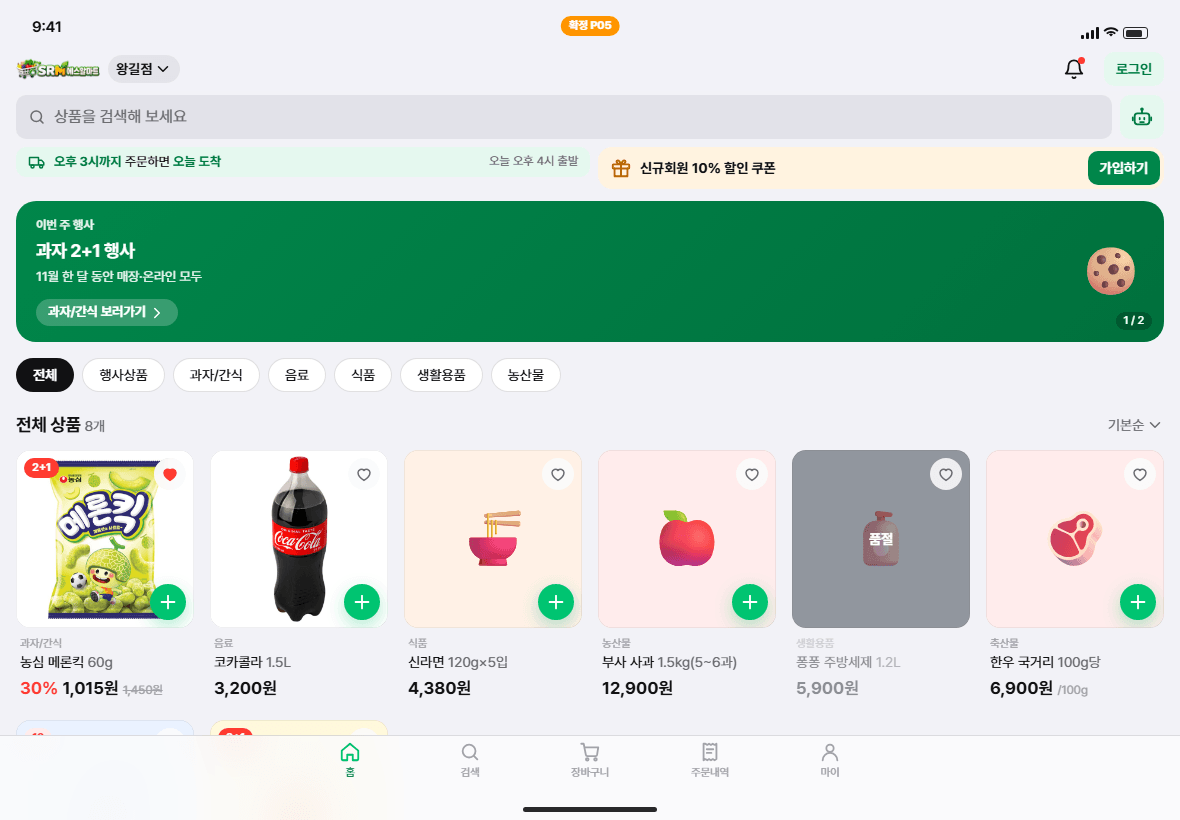 9:41
확정 P05
SRM 에스알마트
왕길점
로그인
상품을 검색해 보세요
오후 3시까지 주문하면 오늘 도착
오늘 오후 4시 출발
신규회원 10% 할인 쿠폰
가입하기
이번 주 행사
과자 2+1 행사
11월 한 달 동안 매장·온라인 모두
과자/간식 보러가기
1 / 2
전체
행사상품
과자/간식
음료
식품
생활용품
농산물
전체 상품 8개
기본순
2+1
농심
메론킥
Coca-Cola
품절
과자/간식
농심 메론킥 60g
30% 1,015원 1,450원
음료
코카콜라 1.5L
3,200원
식품
신라면 120g×5입
4,380원
농산물
부사 사과 1.5kg(5~6과)
12,900원
생활용품
퐁퐁 주방세제 1.2L
5,900원
축산물
한우 국거리 100g당
6,900원 /100g
홈
검색
장바구니
주문내역
마이